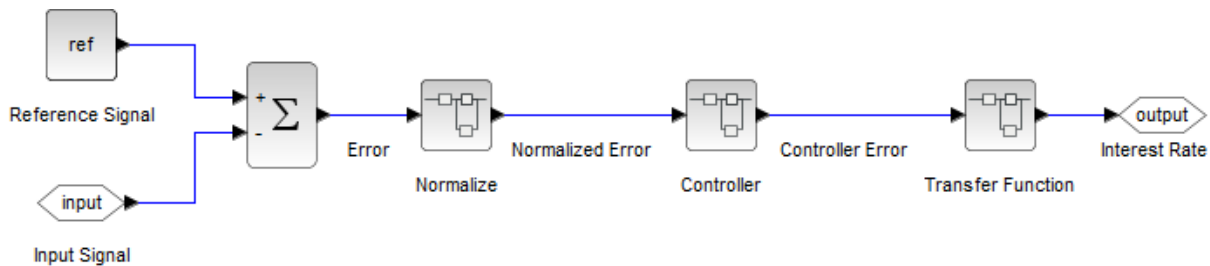 ref
Reference Signal
+
Σ
-
input
Input Signal
Error
Normalize
Normalized Error
Controller
Controller Error
Transfer Function
output
Interest Rate